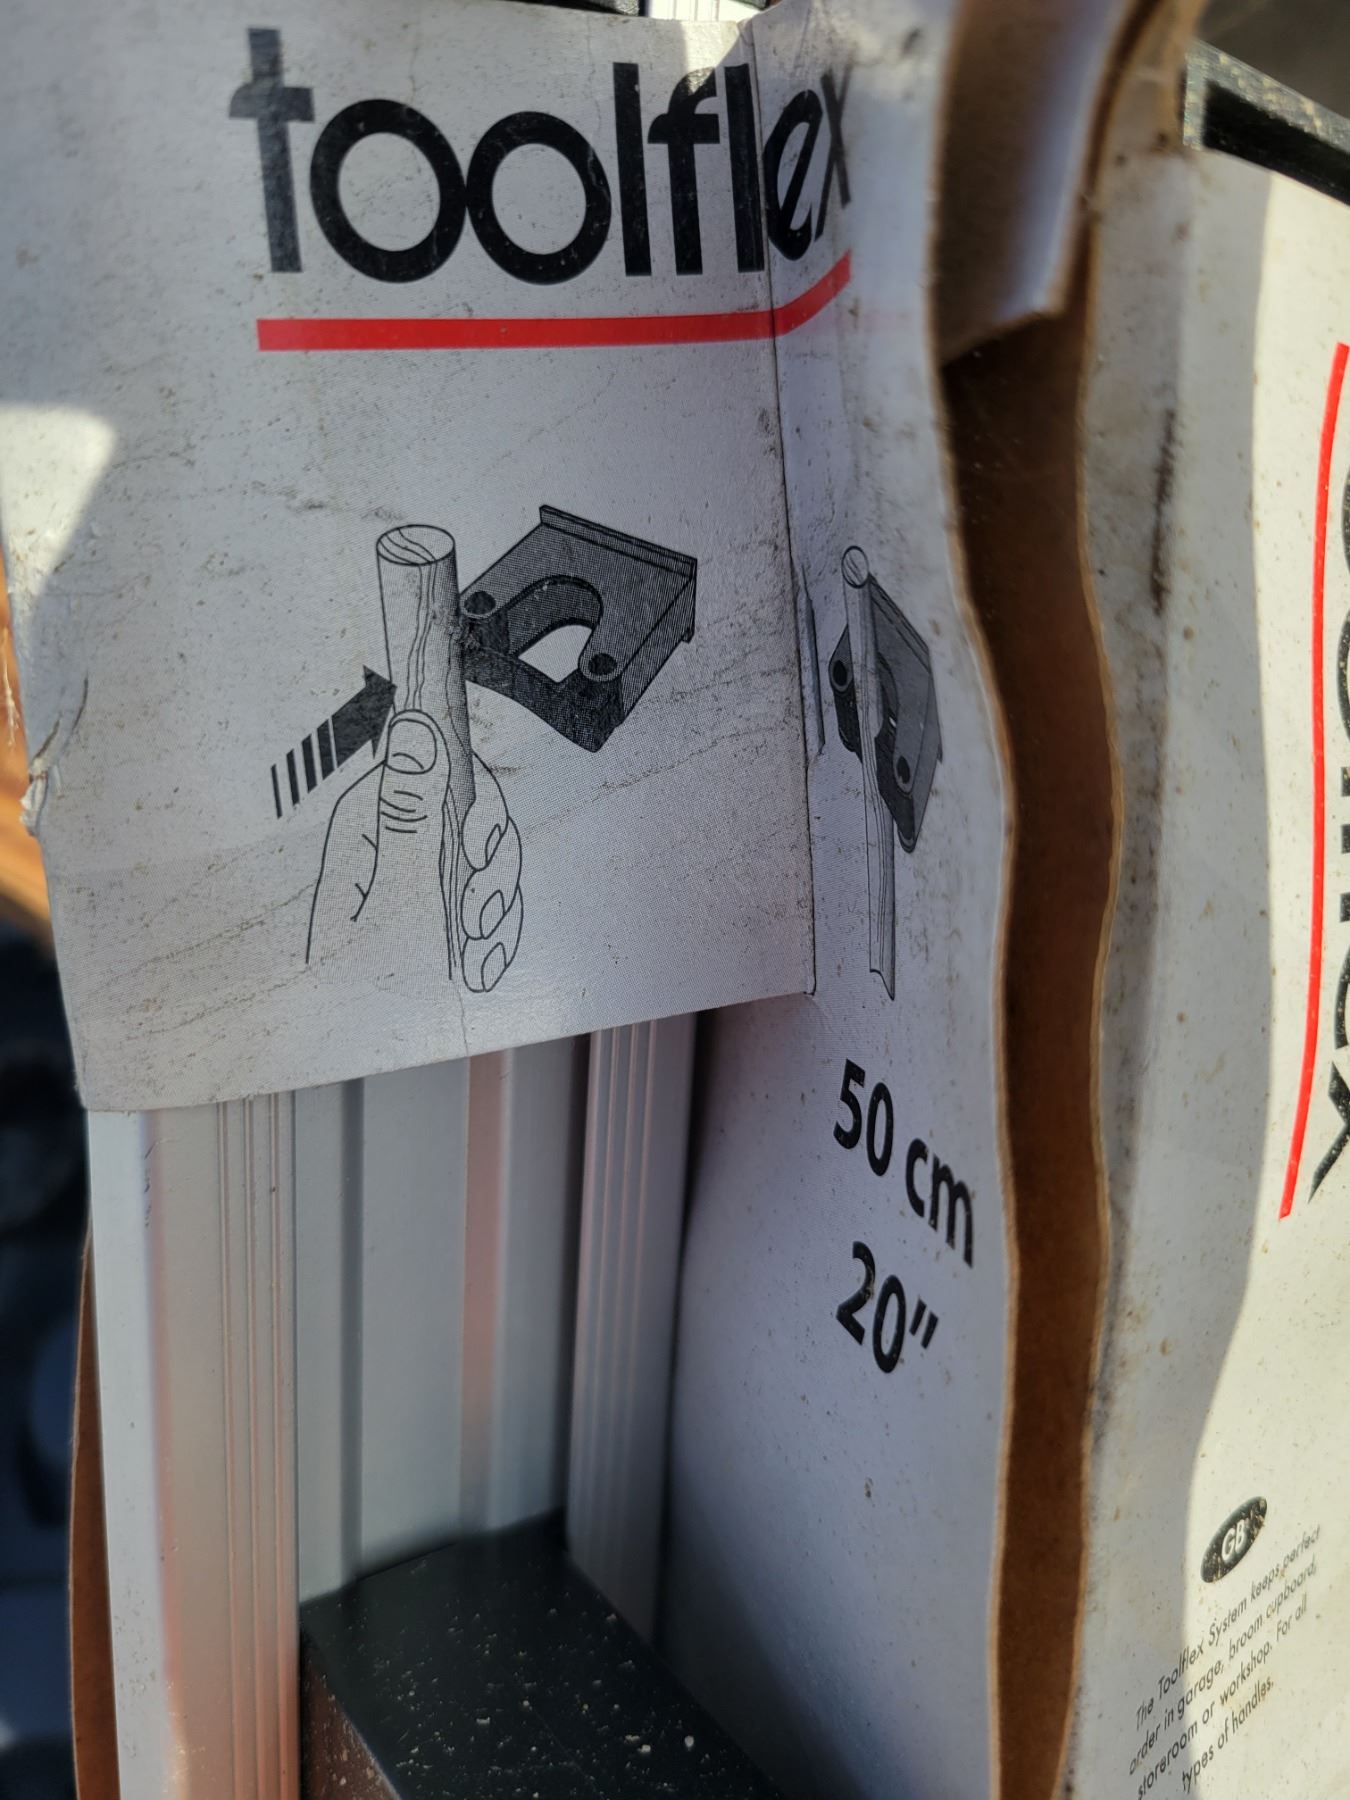 toolflex
50 cm
20"
GB
The Toolflex System keeps perfect
order in garage, broom cupboard,
storeroom or workshop. For all
types of handles.